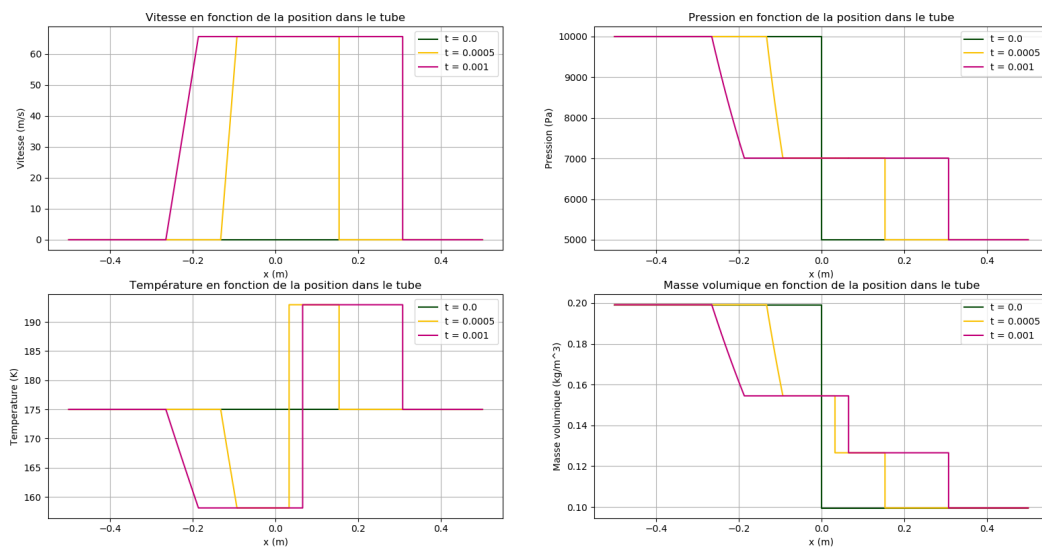 Vitesse en fonction de la position dans le tube
60
50
40
30
20
10
0
Vitesse (m/s)
t = 0.0
t = 0.0005
t = 0.001
−0.4 −0.2 0.0 0.2 0.4
x (m)
Pression en fonction de la position dans le tube
10000
9000
8000
7000
6000
5000
Pression (Pa)
t = 0.0
t = 0.0005
t = 0.001
−0.4 −0.2 0.0 0.2 0.4
x (m)
Température en fonction de la position dans le tube
190
185
180
175
170
165
160
Temperature (K)
t = 0.0
t = 0.0005
t = 0.001
−0.4 −0.2 0.0 0.2 0.4
x (m)
Masse volumique en fonction de la position dans le tube
0.20
0.18
0.16
0.14
0.12
0.10
Masse volumique (kg/m^3)
t = 0.0
t = 0.0005
t = 0.001
−0.4 −0.2 0.0 0.2 0.4
x (m)